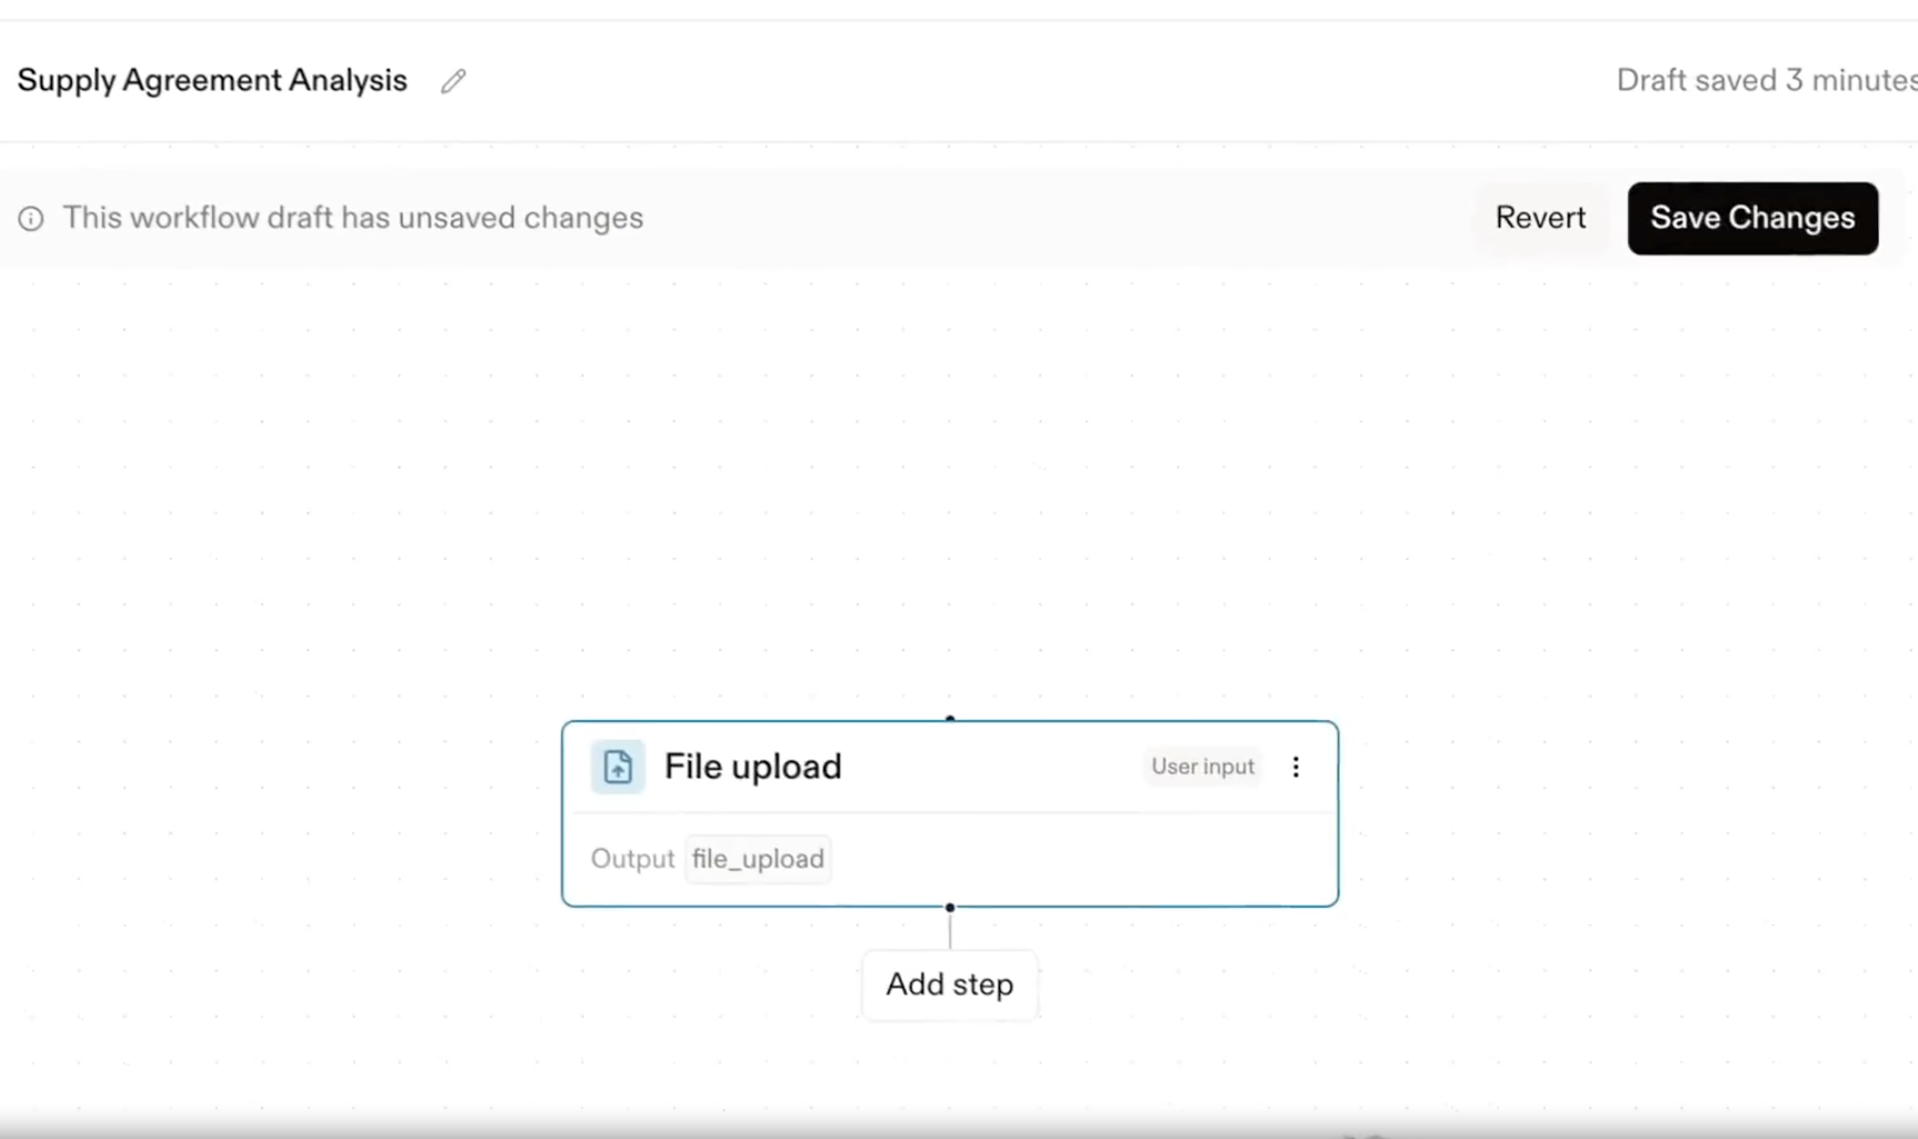 Supply Agreement Analysis
Draft saved 3 minutes
This workflow draft has unsaved changes
Revert
Save Changes
File upload
User input
Output file_upload
Add step